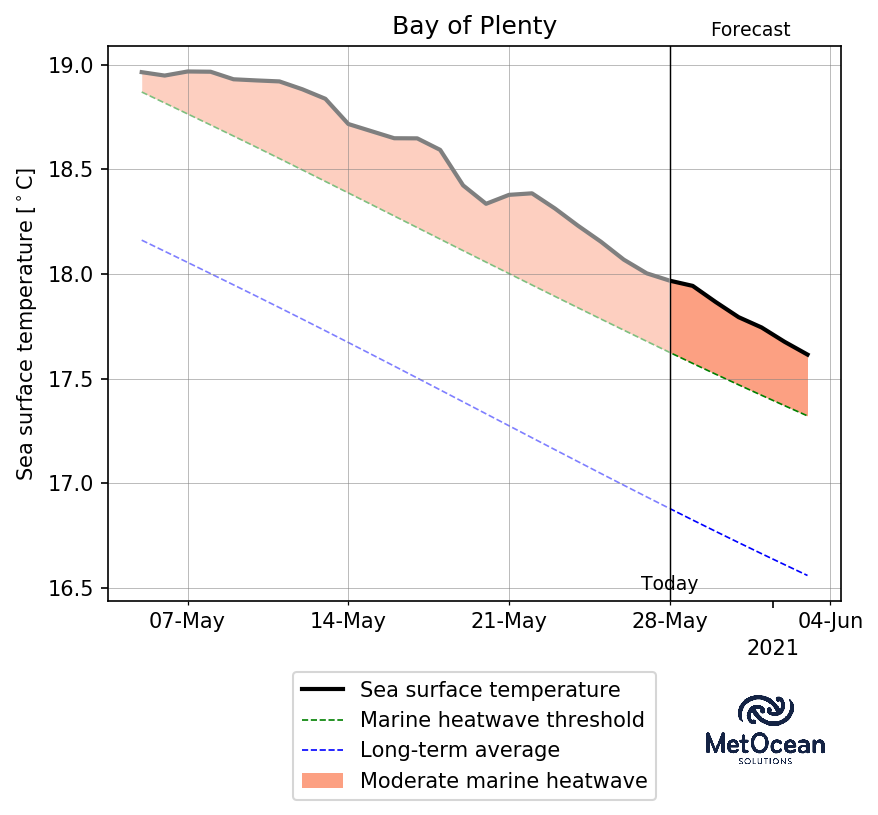 Bay of Plenty
Forecast
Sea surface temperature [°C]
19.0
18.5
18.0
17.5
17.0
16.5
Today
07-May
14-May
21-May
28-May
04-Jun
2021
Sea surface temperature
Marine heatwave threshold
Long-term average
Moderate marine heatwave
MetOcean
SOLUTIONS